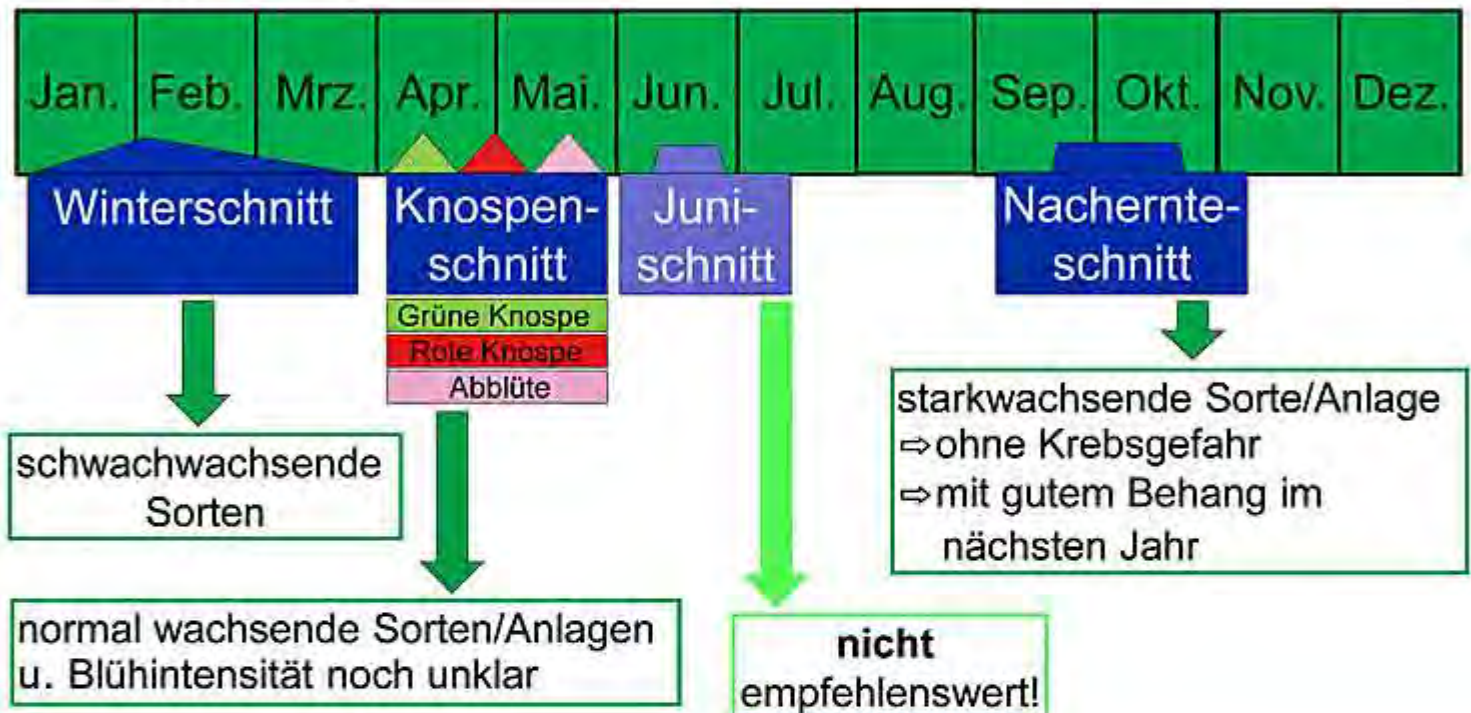 Jan. Feb. Mrz. Apr. Mai. Jun. Jul. Aug. Sep. Okt. Nov. Dez.
Winterschnitt
Knospen-
schnitt
Grüne Knospe
Rote Knospe
Abblüte
Juni-
schnitt
Nachernte-
schnitt
schwachwachsende
Sorten
normal wachsende Sorten/Anlagen
u. Blühintensität noch unklar
nicht
empfehlenswert!
starkwachsende Sorte/Anlage
⇨ohne Krebsgefahr
⇨mit gutem Behang im
nächsten Jahr